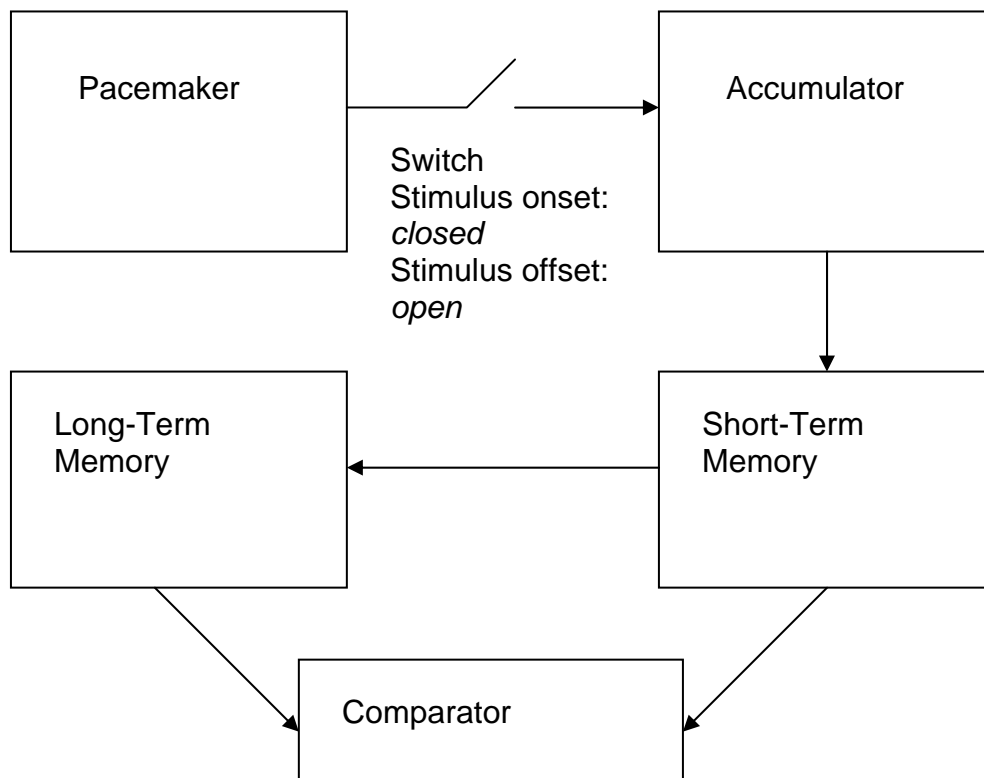 Pacemaker
Accumulator
Switch
Stimulus onset:
closed
Stimulus offset:
open
Long-Term
Memory
Short-Term
Memory
Comparator